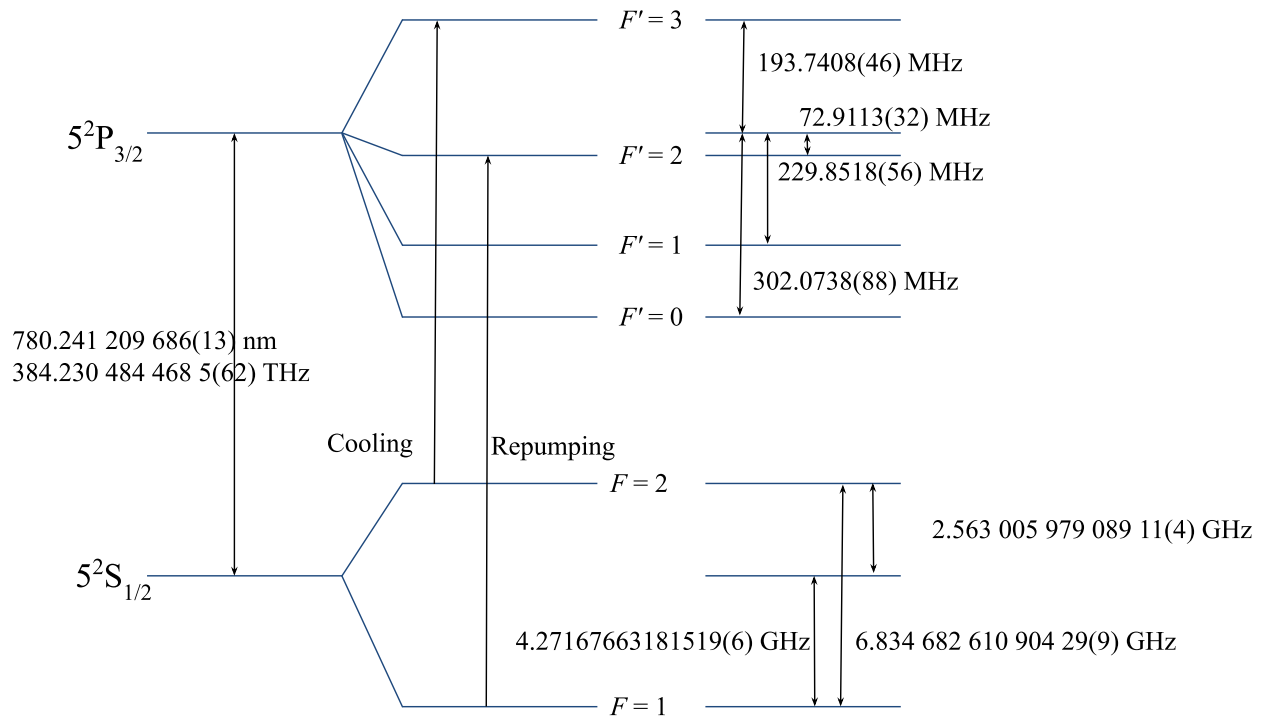 F′ = 3
193.7408(46) MHz
72.9113(32) MHz
5²P₃/₂
F′ = 2
229.8518(56) MHz
F′ = 1
302.0738(88) MHz
F′ = 0
780.241 209 686(13) nm
384.230 484 468 5(62) THz
Cooling
Repumping
F = 2
2.563 005 979 089 11(4) GHz
5²S₁/₂
4.27167663181519(6) GHz
6.834 682 610 904 29(9) GHz
F = 1